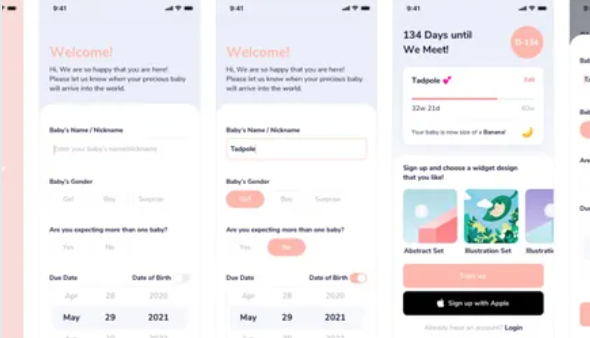 9:41
Welcome!
Hi, We are so happy that you are here!
Please let us know when your precious baby
will arrive into the world.
Baby's Name / Nickname
Enter your baby's name/nickname
Baby's Gender
Girl Boy Surprise
Are you expecting more than one baby?
Yes No
Due Date Date of Birth
Apr 28 2020
May 29 2021
9:41
Welcome!
Hi, We are so happy that you are here!
Please let us know when your precious baby
will arrive into the world.
Baby's Name / Nickname
Tadpole
Baby's Gender
Girl Boy Surprise
Are you expecting more than one baby?
Yes No
Due Date Date of Birth
Apr 28 2020
May 29 2021
9:41
134 Days until
We Meet!
D-134
Tadpole 💕 Edit
32w 21d 40w
Your baby is now size of a Banana! 🍌
Sign up and choose a widget design
that you like!
Abstract Set Illustration Set
Sign up
Sign up with Apple
Already have an account? Login
9:41